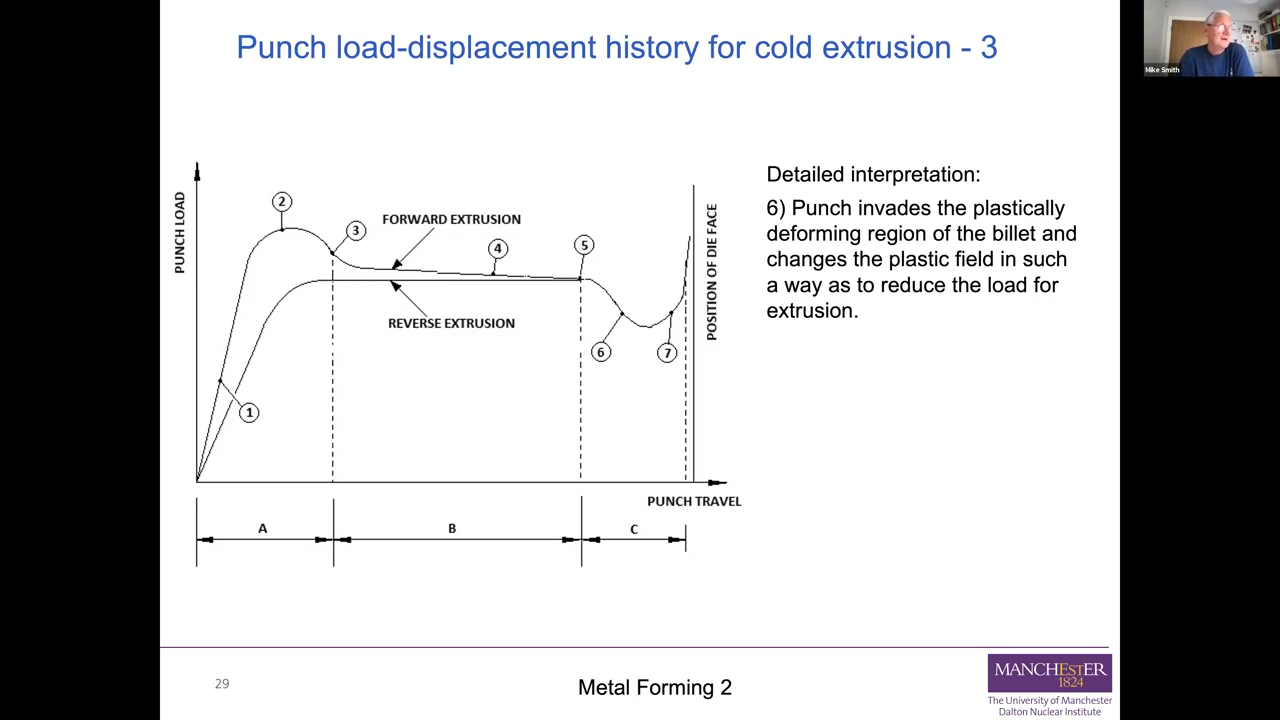 Punch load-displacement history for cold extrusion - 3
Mike Smith
PUNCH LOAD
2
3
FORWARD EXTRUSION
4
5
REVERSE EXTRUSION
6
7
1
POSITION OF DIE FACE
PUNCH TRAVEL
A
B
C
Detailed interpretation:
6) Punch invades the plastically
deforming region of the billet and
changes the plastic field in such
a way as to reduce the load for
extrusion.
29
Metal Forming 2
MANCHESTER
1824
The University of Manchester
Dalton Nuclear Institute